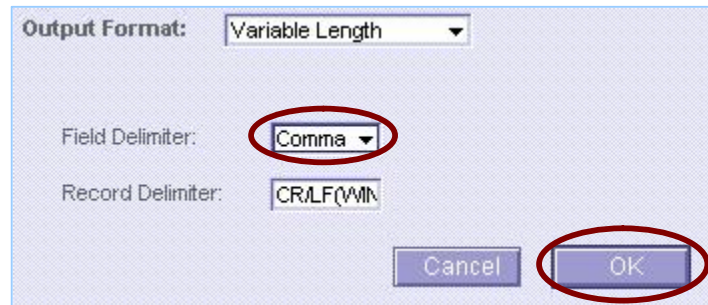 Output Format: Variable Length
Field Delimiter: Comma
Record Delimiter: CR/LF(WIN
Cancel OK